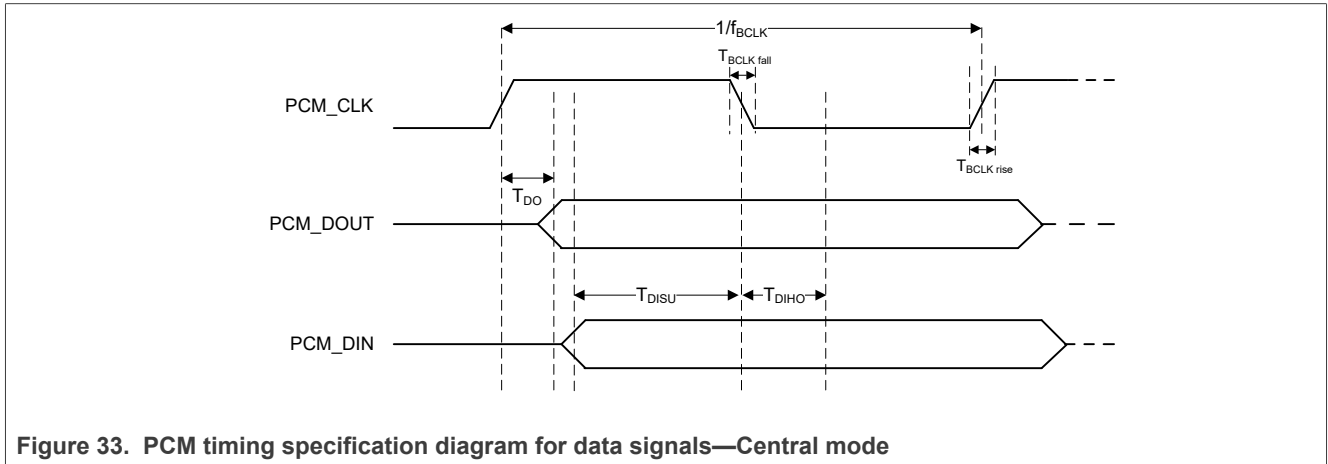 1/fBCLK
TBCLK fall
PCM_CLK
TBCLK rise
TDO
PCM_DOUT
TDISU
TDIHO
PCM_DIN
Figure 33. PCM timing specification diagram for data signals—Central mode